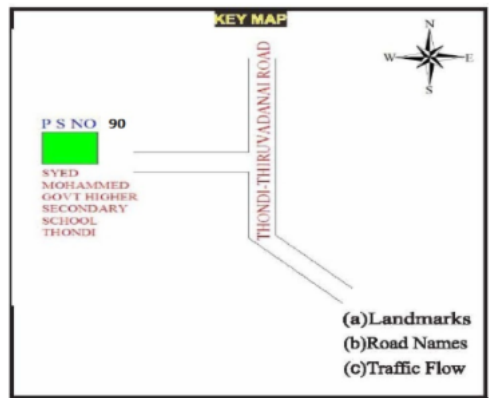 KEY MAP
N
W E
S
P S NO 90
SYED
MOHAMMED
GOVT HIGHER
SECONDARY
SCHOOL
THONDI
THONDI-THIRUVADANAI ROAD
(a)Landmarks
(b)Road Names
(c)Traffic Flow